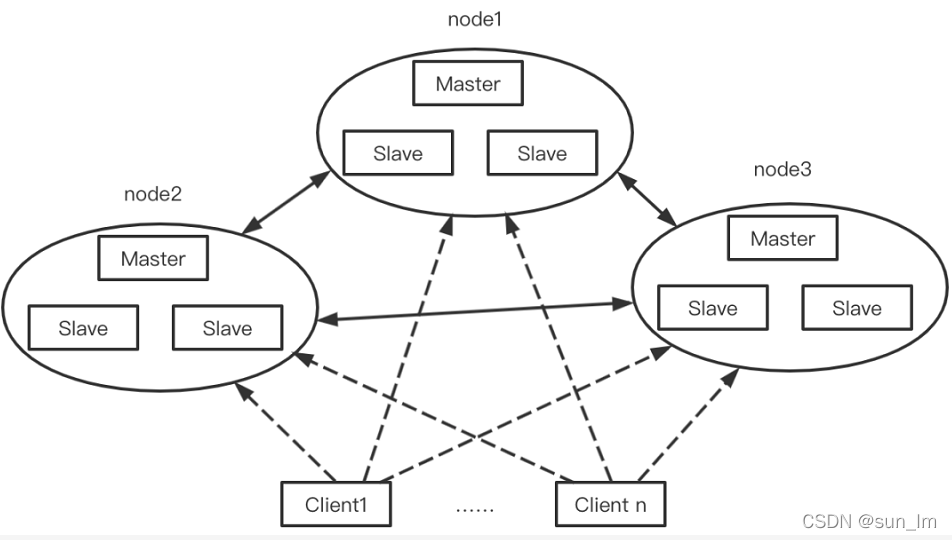 node1
Master
Slave
Slave
node2
node3
Master
Master
Slave
Slave
Slave
Slave
Client1
......
Client n
CSDN @sun_lm